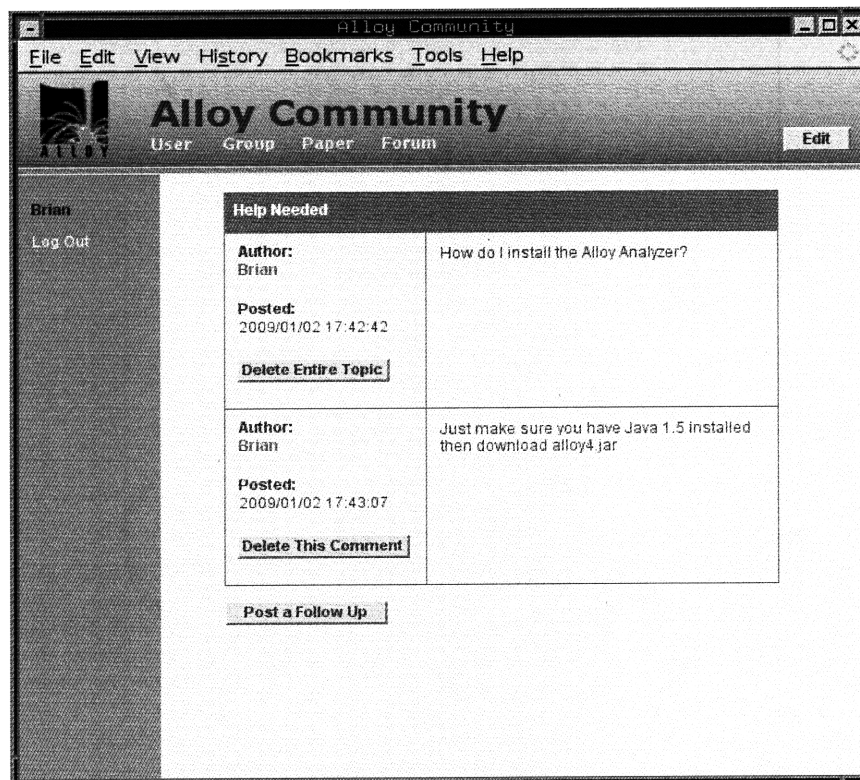 Alloy Community
File Edit View History Bookmarks Tools Help
ALLOY
Alloy Community
User Group Paper Forum
Edit
Brian
Log Out
Help Needed
Author:
Brian
Posted:
2009/01/02 17:42:42
Delete Entire Topic
How do I install the Alloy Analyzer?
Author:
Brian
Posted:
2009/01/02 17:43:07
Delete This Comment
Just make sure you have Java 1.5 installed
then download alloy4.jar
Post a Follow Up